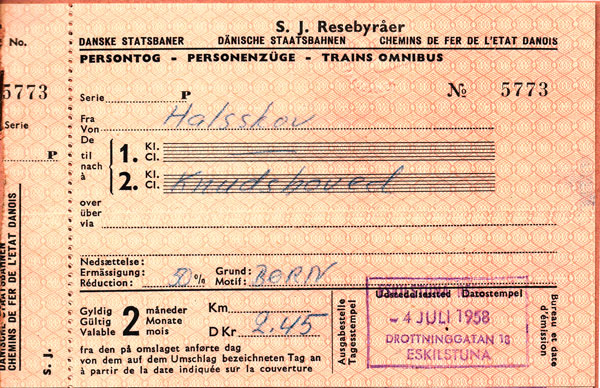 S. J. Resebyråer
No.
DANSKE STATSBANER DÄNISCHE STAATSBAHNEN CHEMINS DE FER DE L'ETAT DANOIS
PERSONTOG - PERSONENZÜGE - TRAINS OMNIBUS
5773
Serie P № 5773
Serie
Fra
Von Halsskov
P
De
til 1. Kl. Cl.
nach
à 2. Kl. Cl. Knudshoved
over
über
via
Nedsættelse:
Ermässigung: Grund:
Réduction: 50 % Motif: BØRN
Gyldig 2 måneder Km
Gültig Monate
Valable mois D Kr 2.45
fra den på omslaget anførte dag
von dem auf dem Umschlag bezeichneten Tag an
à partir de la date indiquée sur la couverture
Ausgabestelle
Tagesstempel
Udstedelsessted Datostempel
- 4 JULI 1958
DROTTNINGGATAN 18
ESKILSTUNA
Bureau et date
d'émission
CHEMINS DE FER DE L'ETAT DANOIS
S. J.